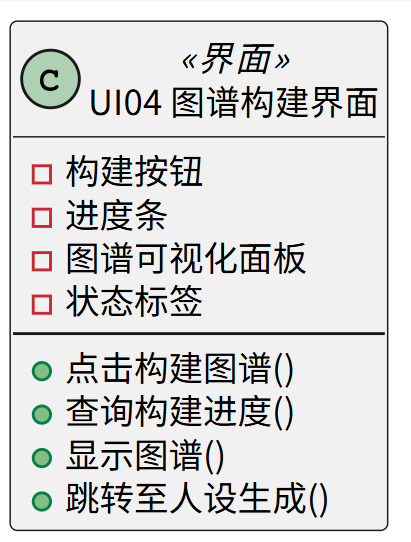 C
«界面»
UI04 图谱构建界面
构建按钮
进度条
图谱可视化面板
状态标签
点击构建图谱()
查询构建进度()
显示图谱()
跳转至人设生成()